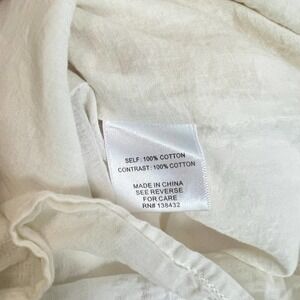 SELF: 100% COTTON
CONTRAST: 100% COTTON
MADE IN CHINA
SEE REVERSE
FOR CARE
RN# 138432